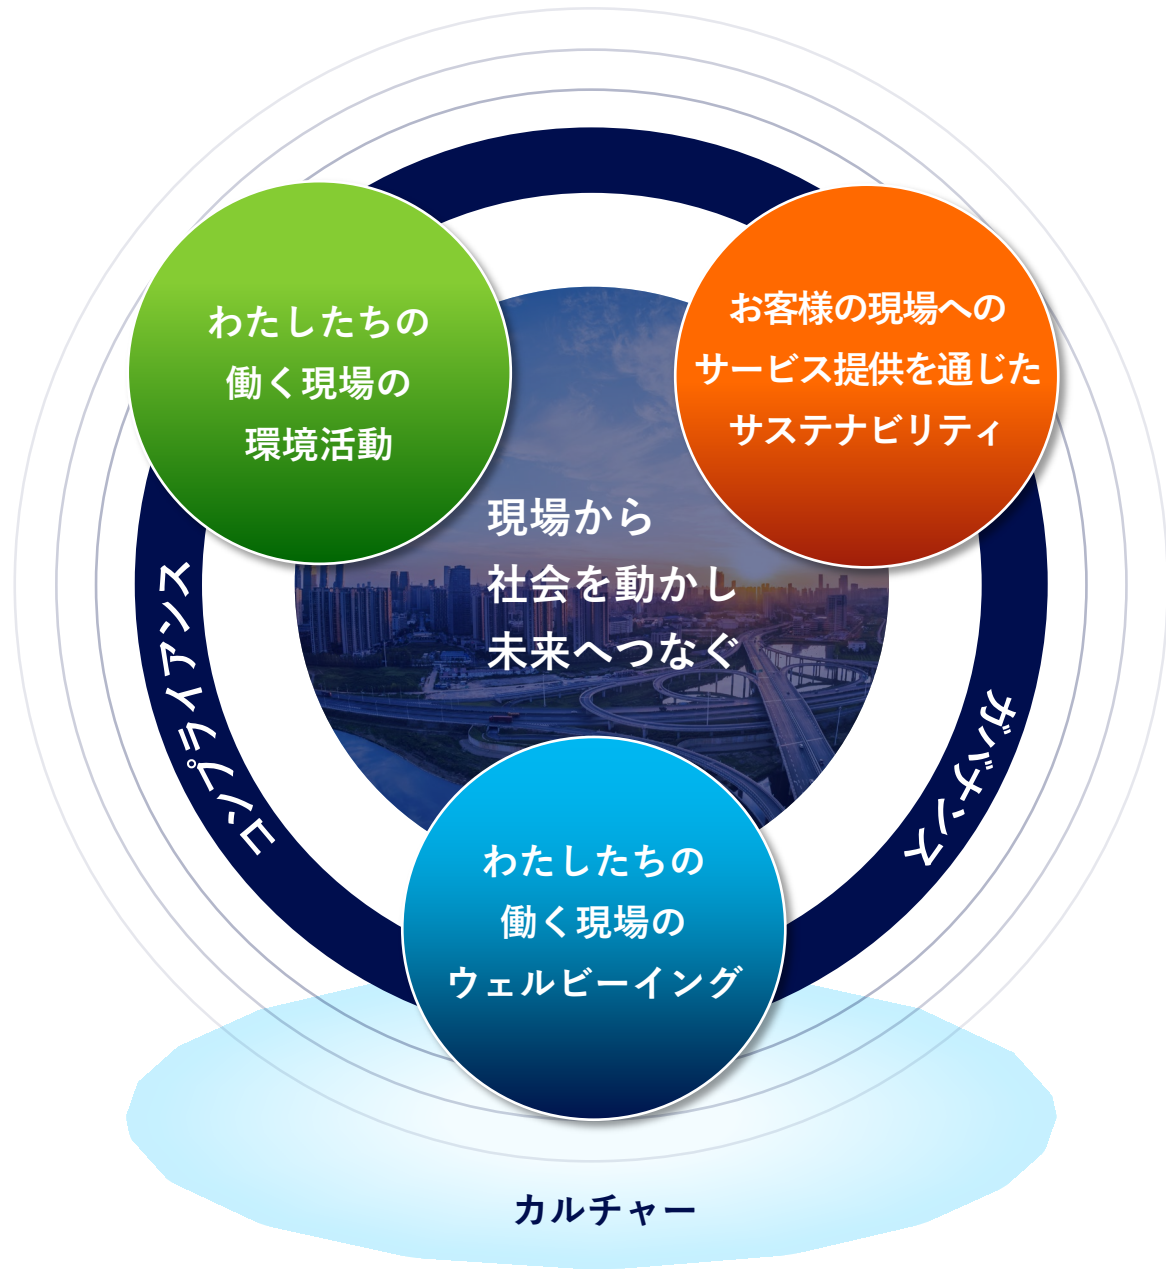 わたしたちの
働く現場の
環境活動
お客様の現場への
サービス提供を通じた
サステナビリティ
現場から
社会を動かし
未来へつなぐ
コンプライアンス
ガバナンス
わたしたちの
働く現場の
ウェルビーイング
カルチャー